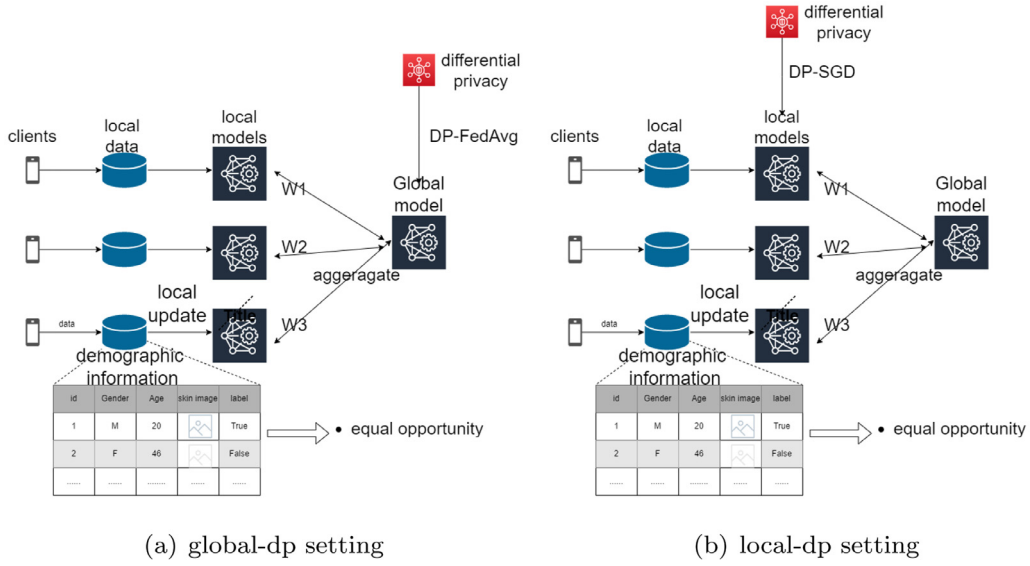 differential
privacy
DP-FedAvg
clients
local
data
local
models
Global
model
W1
W2
aggeragate
local
update
Title
W3
data
demographic
information
id Gender Age skin image label
1 M 20 True
2 F 46 False
...... ...... ........ ...... ......
• equal opportunity
(a) global-dp setting
differential
privacy
DP-SGD
clients
local
data
local
models
Global
model
W1
W2
aggeragate
local
update
Title
W3
data
demographic
information
id Gender Age skin image label
1 M 20 True
2 F 46 False
...... ...... ........ ...... ......
• equal opportunity
(b) local-dp setting